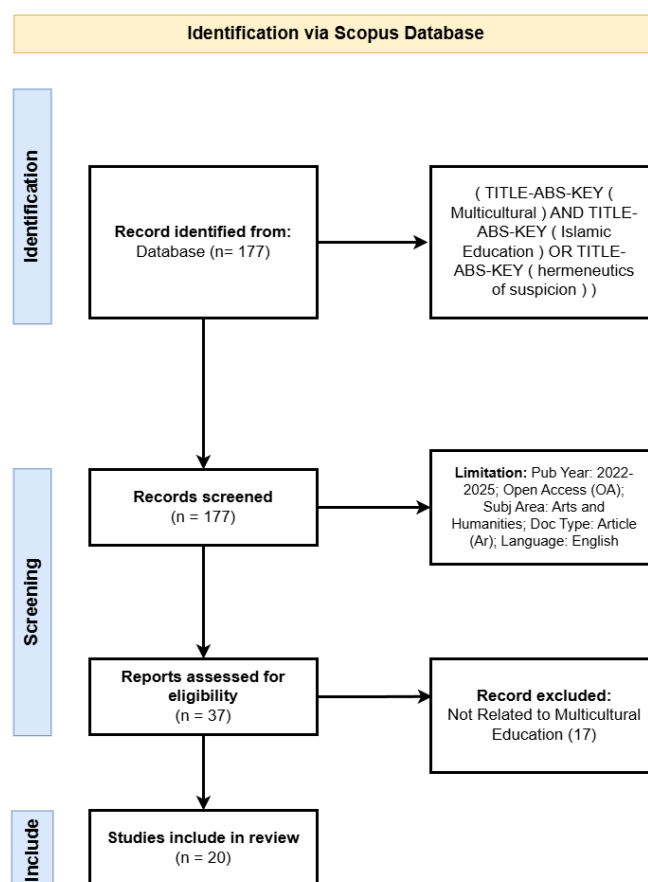 Identification via Scopus Database
Identification
Record identified from:
Database (n= 177)
( TITLE-ABS-KEY (
Multicultural ) AND TITLE-
ABS-KEY ( Islamic
Education ) OR TITLE-
ABS-KEY ( hermeneutics
of suspicion ) )
Screening
Records screened
(n = 177)
Limitation: Pub Year: 2022-
2025; Open Access (OA);
Subj Area: Arts and
Humanities; Doc Type: Article
(Ar); Language: English
Reports assessed for
eligibility
(n = 37)
Record excluded:
Not Related to Multicultural
Education (17)
Include
Studies include in review
(n = 20)